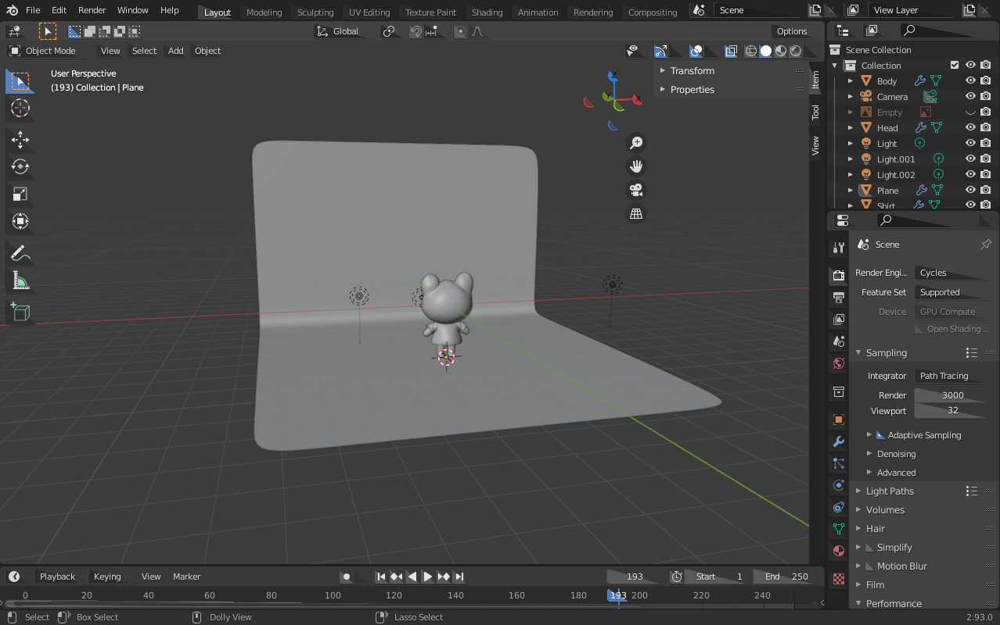 File Edit Render Window Help Layout Modeling Sculpting UV Editing Texture Paint Shading Animation Rendering Compositing Scene View Layer
Global Options
Object Mode View Select Add Object
User Perspective
(193) Collection | Plane
Z
Y
X
Transform
Properties
Item
Tool
View
Scene Collection
Collection
Body
Camera
Empty
Head
Light
Light.001
Light.002
Plane
Shirt
Scene
Render Engi... Cycles
Feature Set Supported
Device GPU Compute
Open Shading ...
Sampling
Integrator Path Tracing
Render 3000
Viewport 32
Adaptive Sampling
Denoising
Advanced
Light Paths
Volumes
Hair
Simplify
Motion Blur
Film
Performance
Playback Keying View Marker 193 Start 1 End 250
0 20 40 60 80 100 120 140 160 180 193 200 220 240
Select Box Select Dolly View Lasso Select 2.93.0